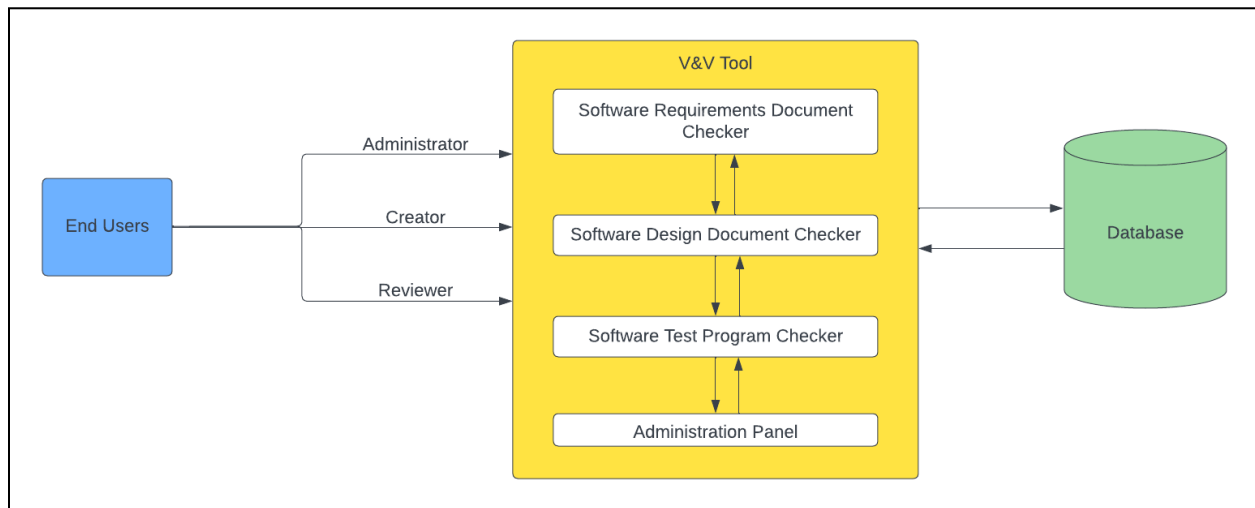 End Users
Administrator
Creator
Reviewer
V&V Tool
Software Requirements Document
Checker
Software Design Document Checker
Software Test Program Checker
Administration Panel
Database